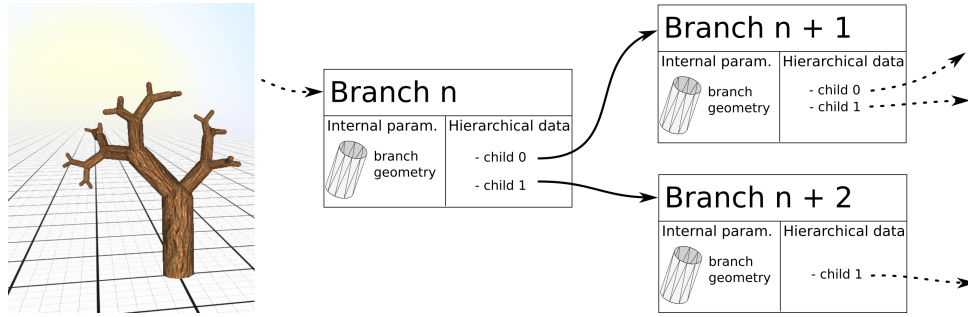 Branch n
Internal param.
Hierarchical data
branch
geometry
- child 0
- child 1
Branch n + 1
Internal param.
Hierarchical data
branch
geometry
- child 0
- child 1
Branch n + 2
Internal param.
Hierarchical data
branch
geometry
- child 1